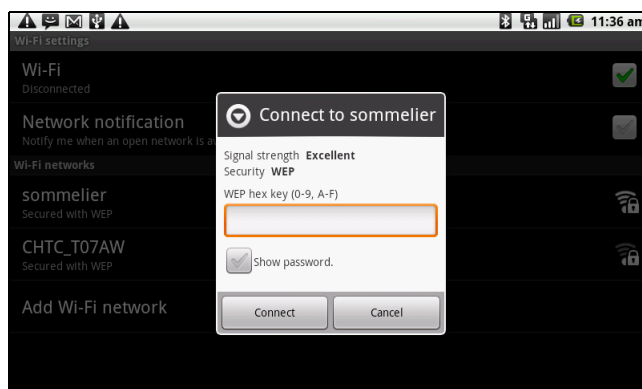 11:36 am
Wi-Fi settings
Wi-Fi
Disconnected
Network notification
Notify me when an open network is
Wi-Fi networks
sommelier
Secured with WEP
CHTC_T07AW
Secured with WEP
Add Wi-Fi network
Connect to sommelier
Signal strength Excellent
Security WEP
WEP hex key (0-9, A-F)
Show password.
Connect
Cancel